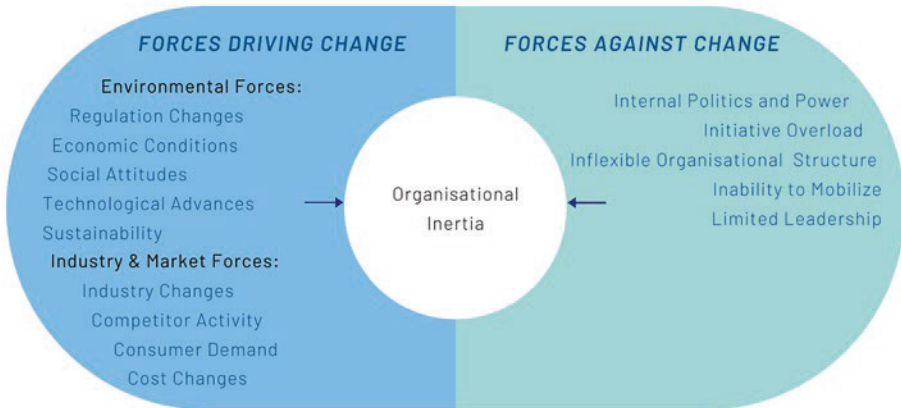 FORCES DRIVING CHANGE
Environmental Forces:
Regulation Changes
Economic Conditions
Social Attitudes
Technological Advances
Sustainability
Industry & Market Forces:
Industry Changes
Competitor Activity
Consumer Demand
Cost Changes
Organisational
Inertia
FORCES AGAINST CHANGE
Internal Politics and Power
Initiative Overload
Inflexible Organisational Structure
Inability to Mobilize
Limited Leadership